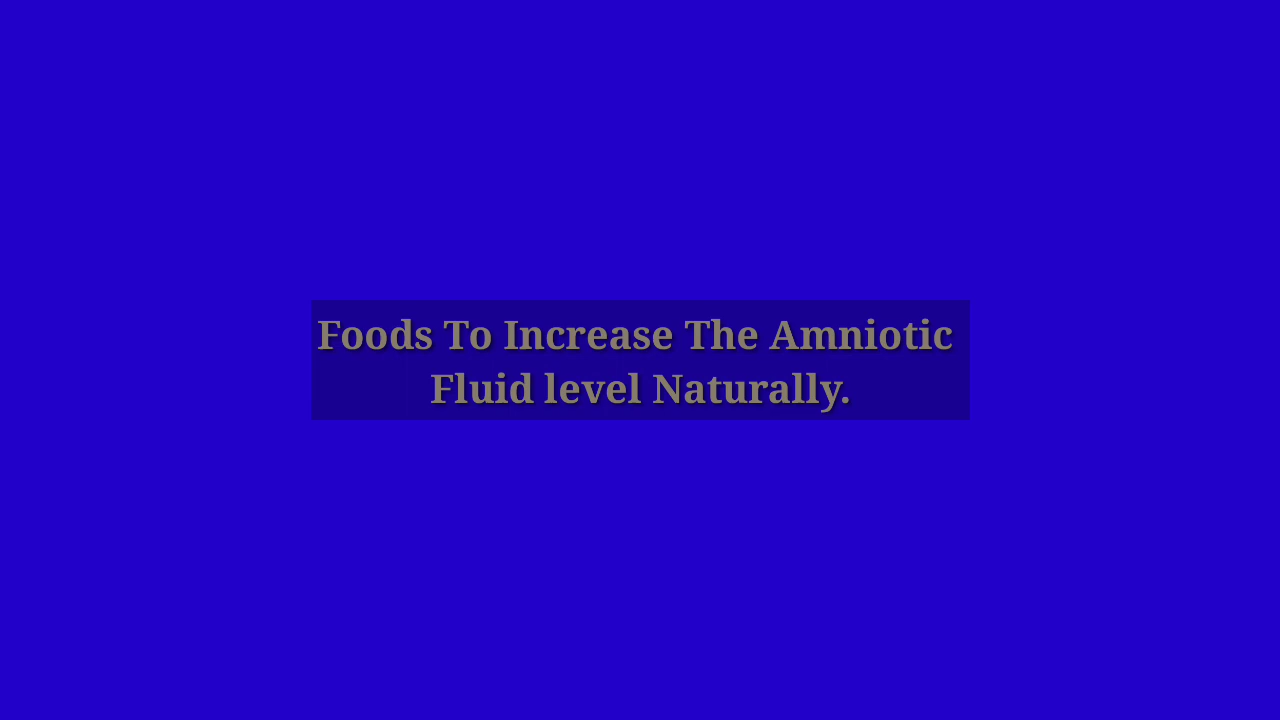 Foods To Increase The Amniotic
Fluid level Naturally.